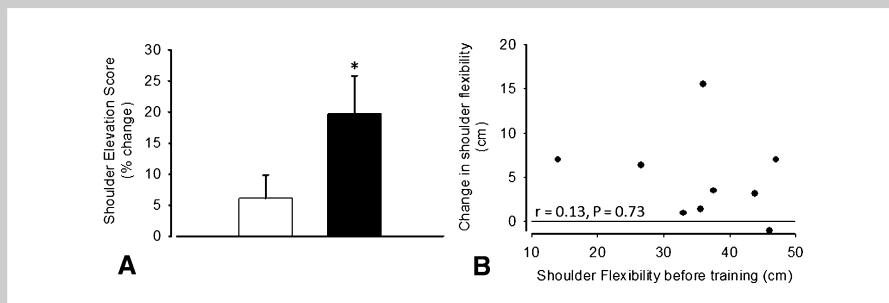 Shoulder Elevation Score
(% change)
30
25
20
15
10
5
0
*
A
Change in shoulder flexibility
(cm)
20
15
10
5
0
r = 0.13, P = 0.73
10 20 30 40 50
Shoulder Flexibility before training (cm)
B